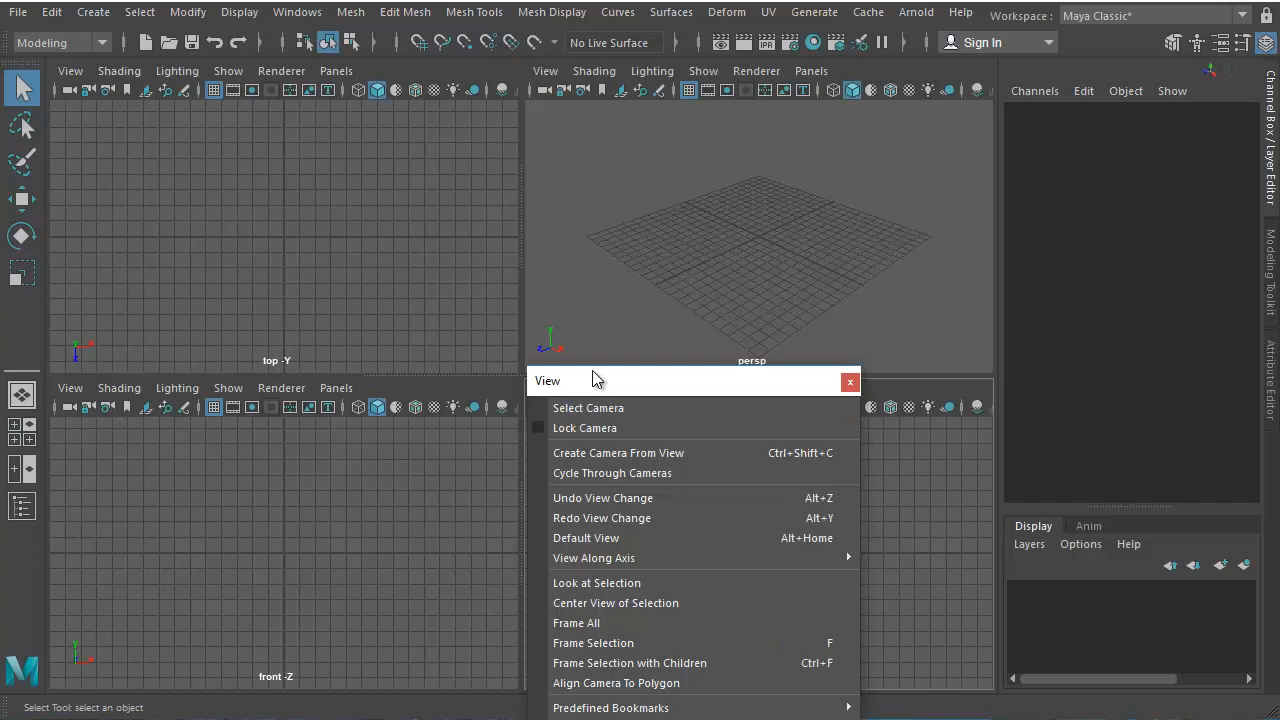 File Edit Create Select Modify Display Windows Mesh Edit Mesh Mesh Tools Mesh Display Curves Surfaces Deform UV Generate Cache Arnold Help Workspace : Maya Classic*
Modeling No Live Surface Sign In
View Shading Lighting Show Renderer Panels
View Shading Lighting Show Renderer Panels
Channels Edit Object Show
Channel Box / Layer Editor
Modeling Toolkit
Attribute Editor
top -Y
persp
View Shading Lighting Show Renderer Panels
front -Z
View x
Select Camera
Lock Camera
Create Camera From View Ctrl+Shift+C
Cycle Through Cameras
Undo View Change Alt+Z
Redo View Change Alt+Y
Default View Alt+Home
View Along Axis
Look at Selection
Center View of Selection
Frame All
Frame Selection F
Frame Selection with Children Ctrl+F
Align Camera To Polygon
Predefined Bookmarks
Display Anim
Layers Options Help
Select Tool: select an object